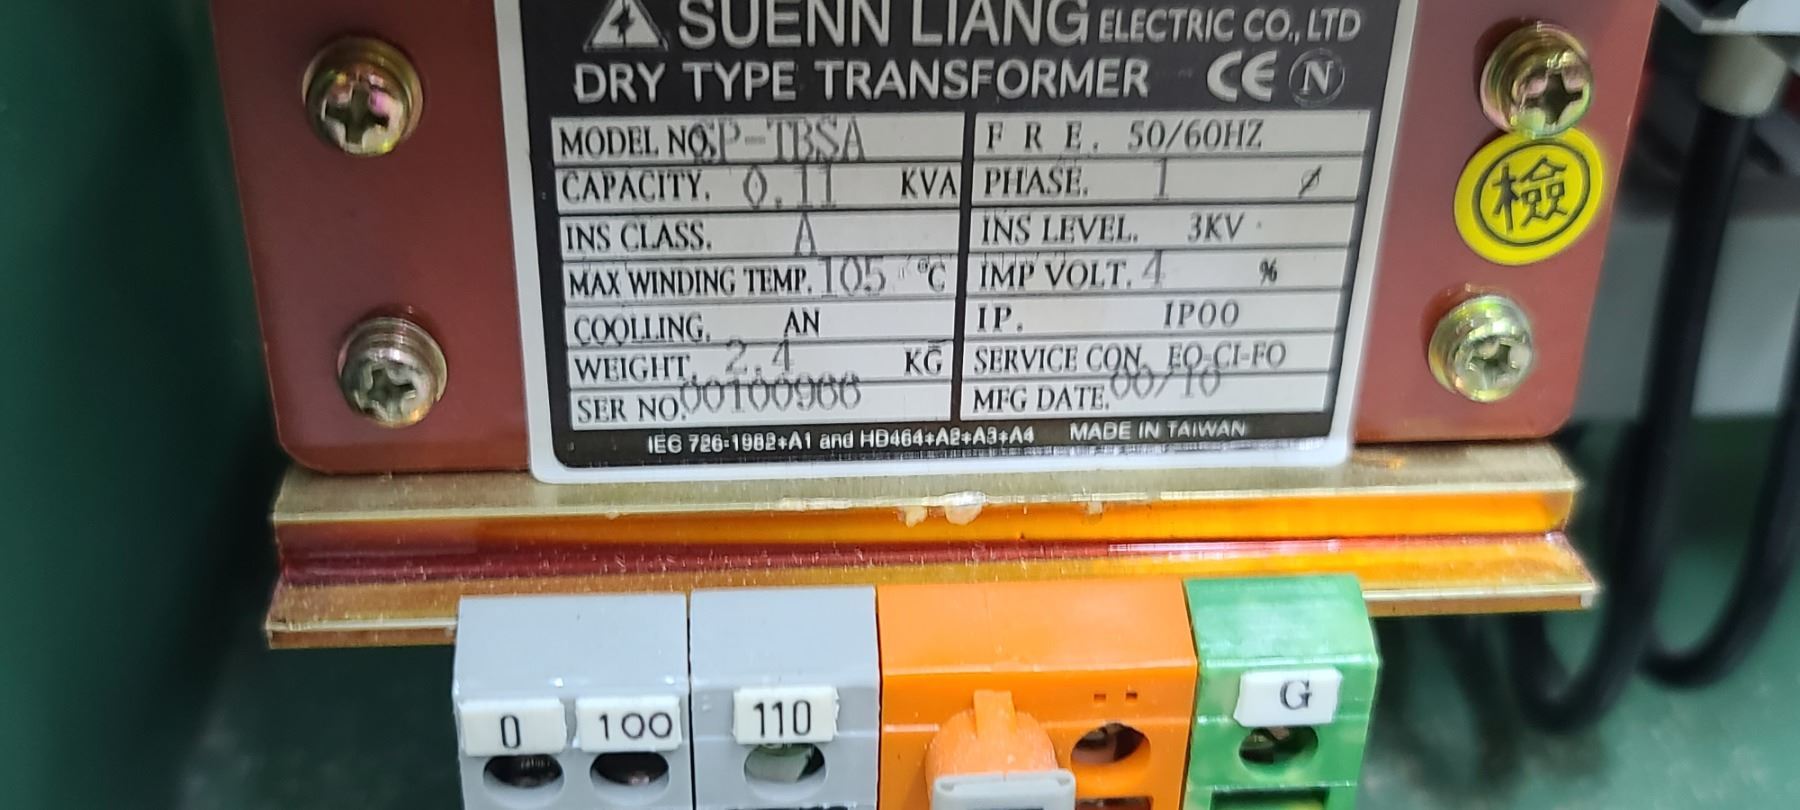 SUENN LIANG ELECTRIC CO., LTD
DRY TYPE TRANSFORMER CE N
MODEL NO. SP-TBSA FRE. 50/60HZ
CAPACITY. 0.11 KVA PHASE. 1 ø
INS CLASS. A INS LEVEL. 3KV
MAX WINDING TEMP. 105 °C IMP VOLT. 4 %
COOLLING. AN IP. IP00
WEIGHT. 2.4 KG SERVICE CON. EO-CI-FO
SER NO. MFG DATE. 00/10
IEC 726-1982+A1 and HD464+A2+A3+A4 MADE IN TAIWAN
檢
0 100 110 G